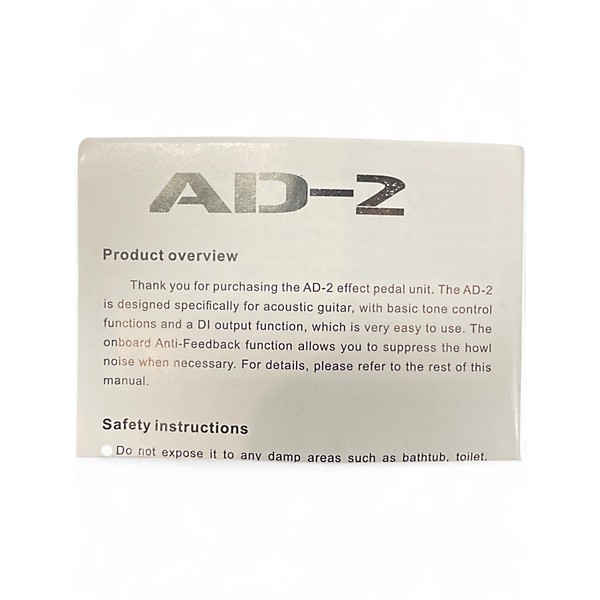 AD-2
Product overview
Thank you for purchasing the AD-2 effect pedal unit. The AD-2
is designed specifically for acoustic guitar, with basic tone control
functions and a DI output function, which is very easy to use. The
onboard Anti-Feedback function allows you to suppress the howl
noise when necessary. For details, please refer to the rest of this
manual.
Safety instructions
Do not expose it to any damp areas such as bathtub, toilet,